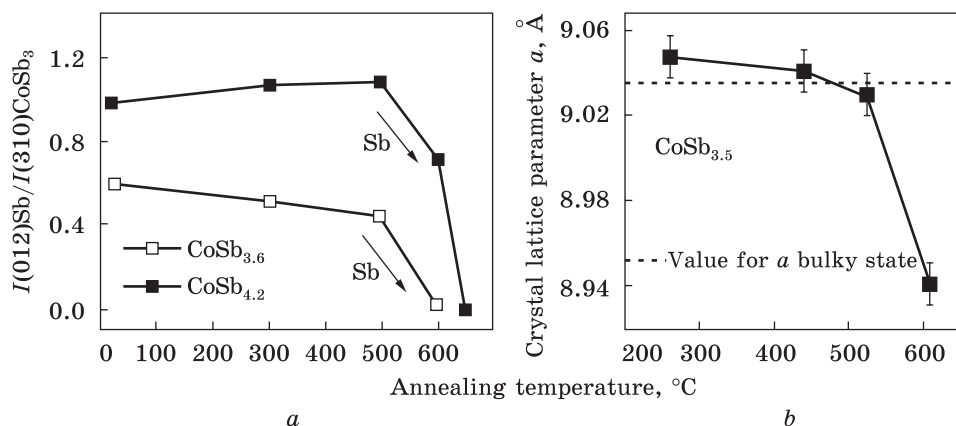 I(012)Sb/I(310)CoSb3
1.2
0.8
0.4
0.0
Sb
Sb
CoSb3.6
CoSb4.2
0 100 200 300 400 500 600
Crystal lattice parameter a, Å
9.06
9.02
8.98
8.94
CoSb3.5
Value for a bulky state
200 300 400 500 600
Annealing temperature, °C
a b